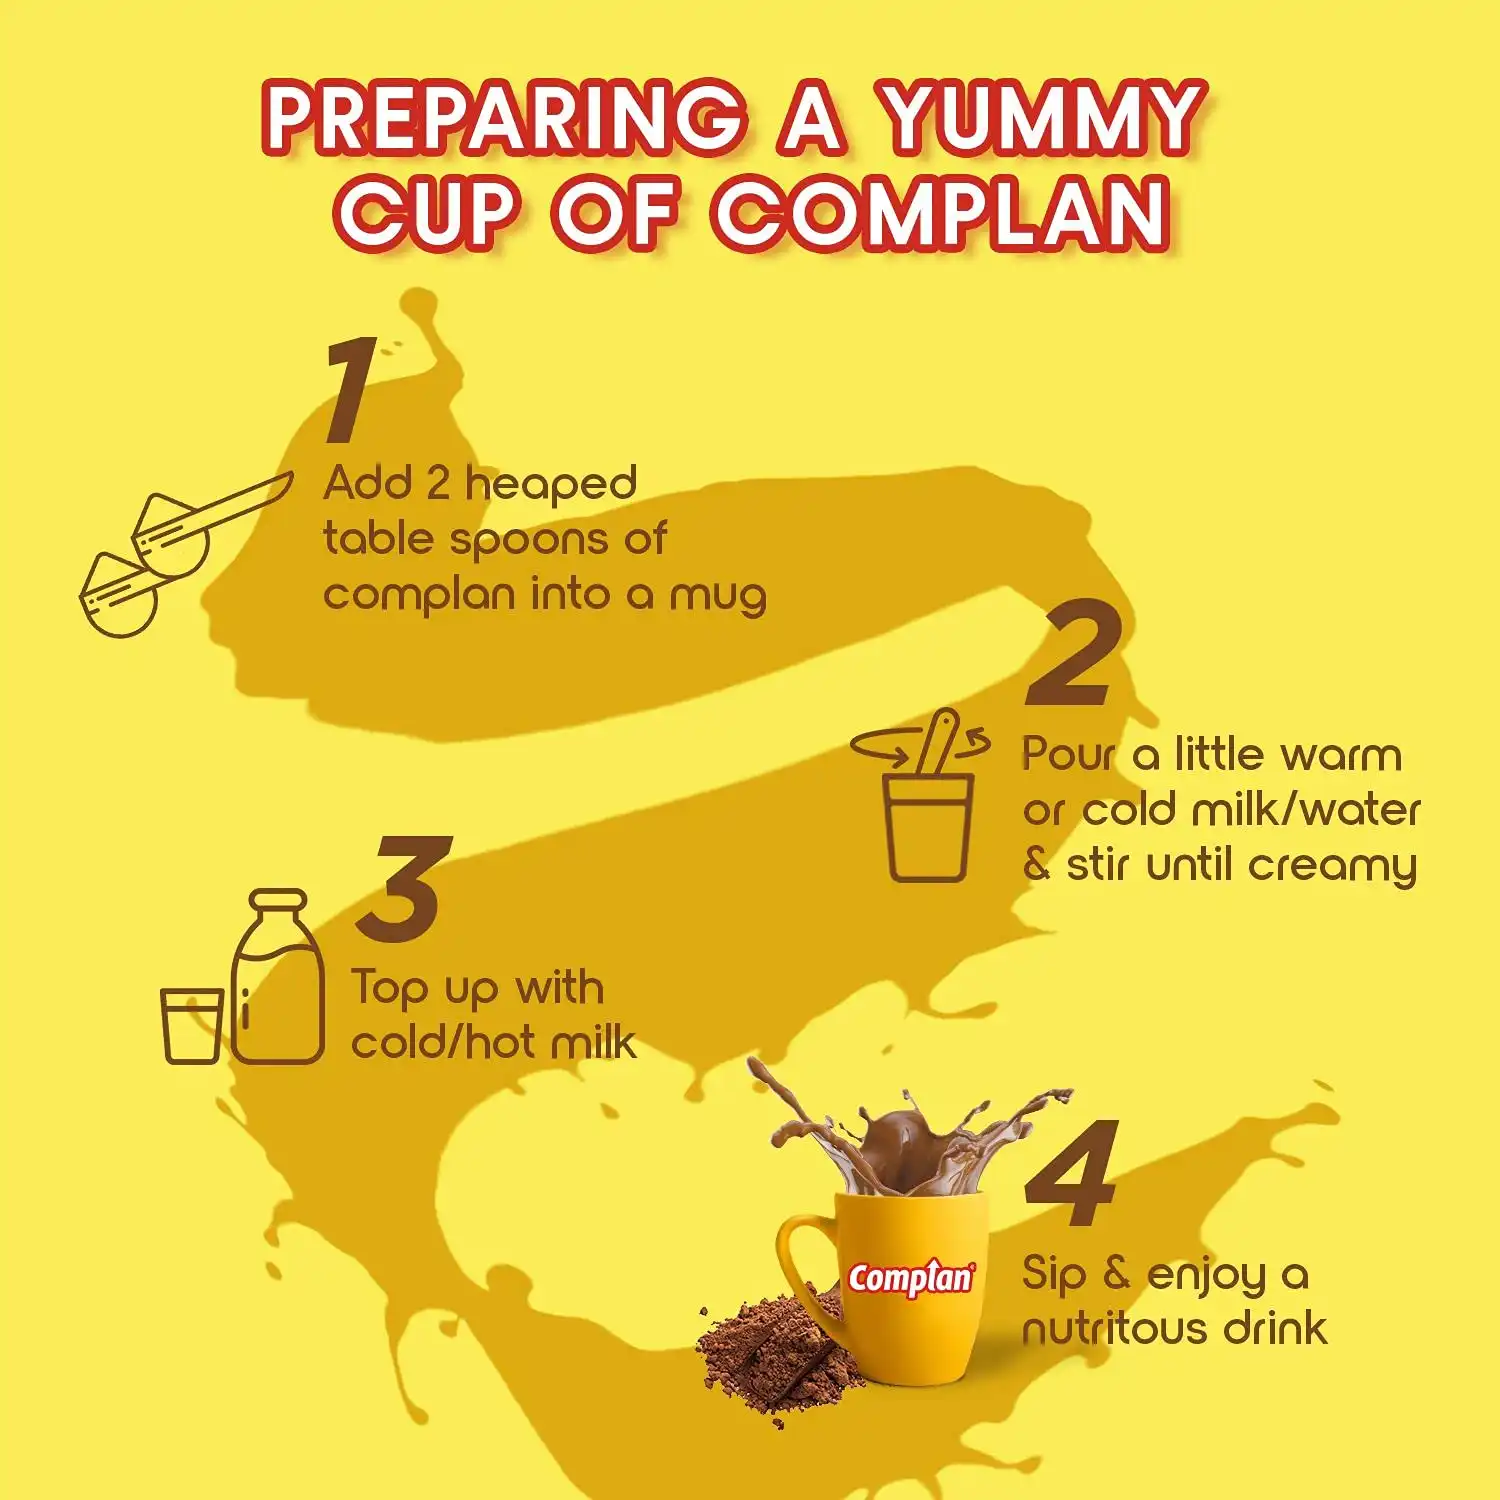 PREPARING A YUMMY
CUP OF COMPLAN
1
Add 2 heaped
table spoons of
complan into a mug
2
Pour a little warm
or cold milk/water
& stir until creamy
3
Top up with
cold/hot milk
4
Sip & enjoy a
nutritous drink
Complan